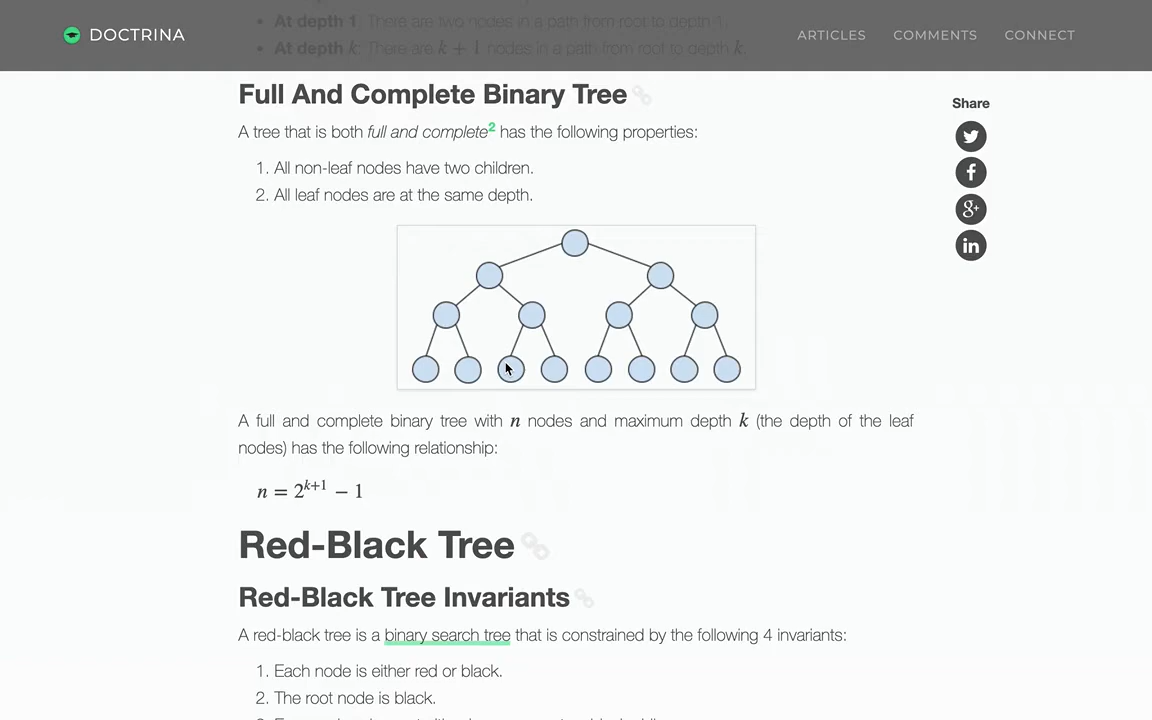 At depth 1: There are two nodes in a path from root to depth 1.
DOCTRINA
ARTICLES COMMENTS CONNECT
At depth k: There are k + 1 nodes in a path from root to depth k.
Full And Complete Binary Tree
Share
A tree that is both full and complete2 has the following properties:
1. All non-leaf nodes have two children.
2. All leaf nodes are at the same depth.
A full and complete binary tree with n nodes and maximum depth k (the depth of the leaf
nodes) has the following relationship:
n = 2^{k+1} − 1
Red-Black Tree
Red-Black Tree Invariants
A red-black tree is a binary search tree that is constrained by the following 4 invariants:
1. Each node is either red or black.
2. The root node is black.